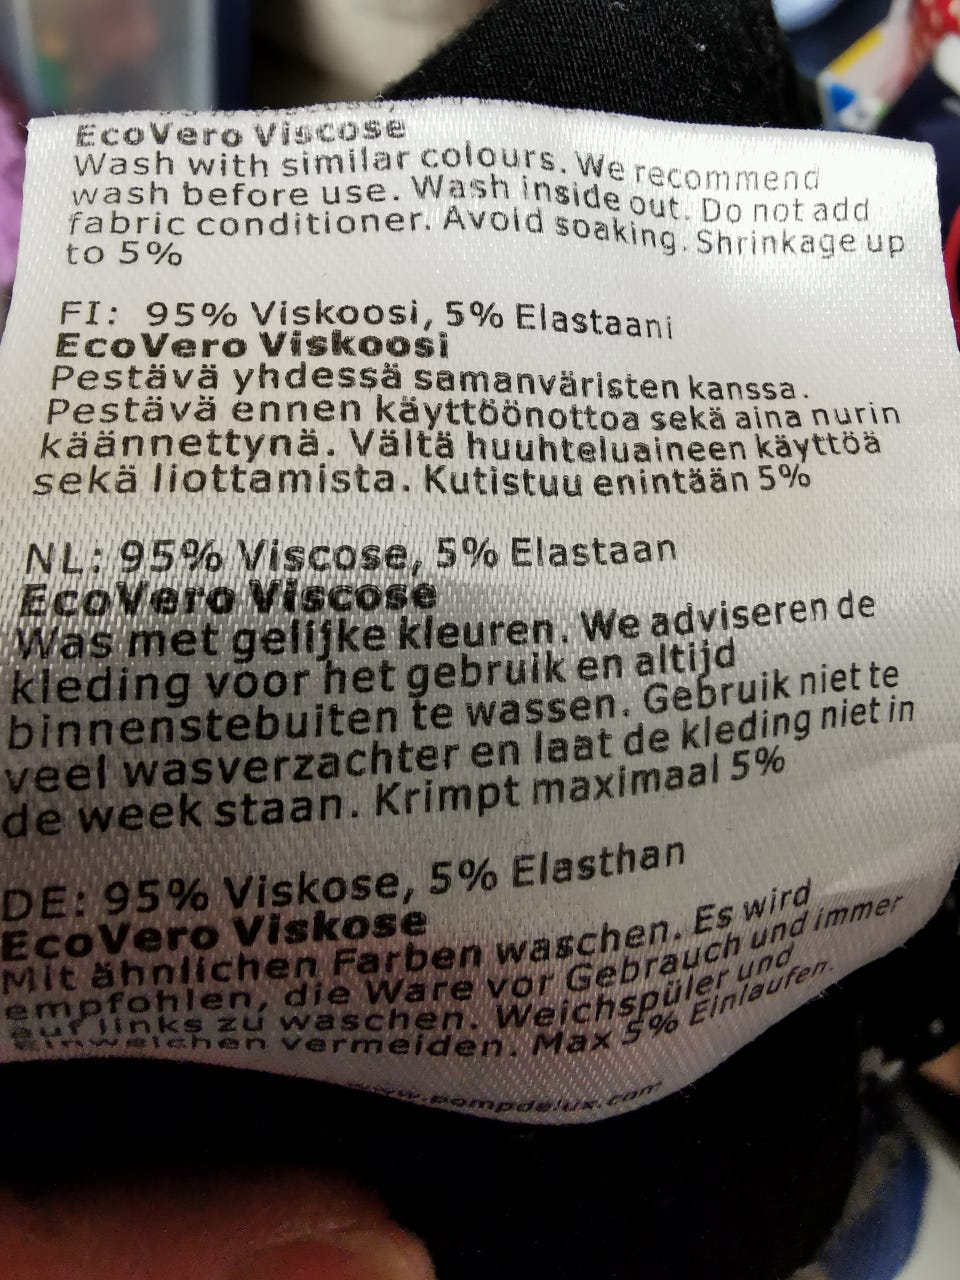 EcoVero Viscose
Wash with similar colours. We recommend
wash before use. Wash inside out. Do not add
fabric conditioner. Avoid soaking. Shrinkage up
to 5%
FI: 95% Viskoosi, 5% Elastaani
EcoVero Viskoosi
Pestävä yhdessä samanväristen kanssa.
Pestävä ennen käyttöönottoa sekä aina nurin
käännettynä. Vältä huuhteluaineen käyttöä
sekä liottamista. Kutistuu enintään 5%
NL: 95% Viscose, 5% Elastaan
EcoVero Viscose
Was met gelijke kleuren. We adviseren de
kleding voor het gebruik en altijd
binnenstebuiten te wassen. Gebruik niet te
veel wasverzachter en laat de kleding niet in
de week staan. Krimpt maximaal 5%
DE: 95% Viskose, 5% Elasthan
EcoVero Viskose
Mit ähnlichen Farben waschen. Es wird
empfohlen, die Ware vor Gebrauch und immer
auf links zu waschen. Weichspüler und
Einweichen vermeiden. Max 5% Einlaufen.
www.pompdelux.com